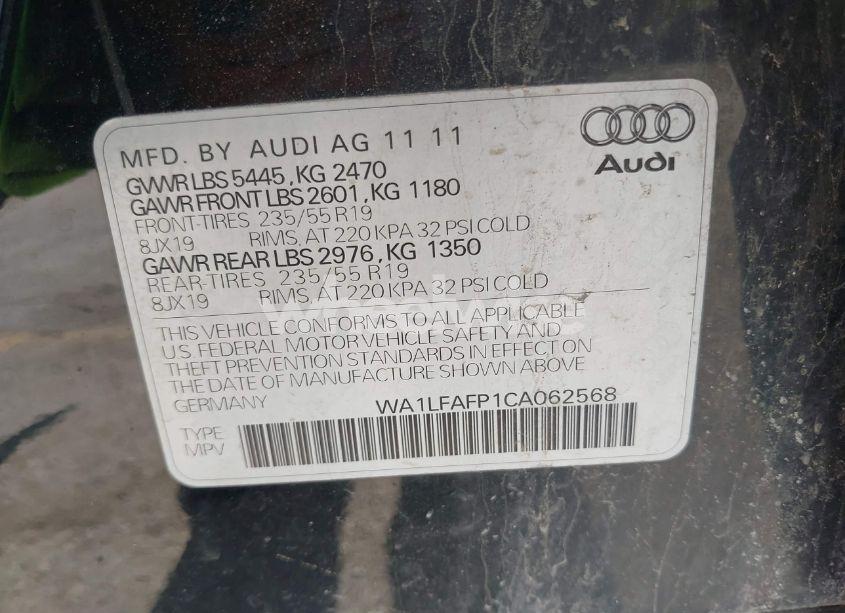 MFD. BY AUDI AG 11 11
GVWR LBS 5445, KG 2470
GAWR FRONT LBS 2601, KG 1180
FRONT-TIRES 235/55 R19
8JX19 RIMS, AT 220 KPA 32 PSI COLD
GAWR REAR LBS 2976, KG 1350
REAR-TIRES 235/55 R19
8JX19 RIMS, AT 220 KPA 32 PSI COLD
Audi
THIS VEHICLE CONFORMS TO ALL APPLICABLE
US FEDERAL MOTOR VEHICLE SAFETY AND
THEFT PREVENTION STANDARDS IN EFFECT ON
THE DATE OF MANUFACTURE SHOWN ABOVE
GERMANY WA1LFAFP1CA062568
TYPE
MPV